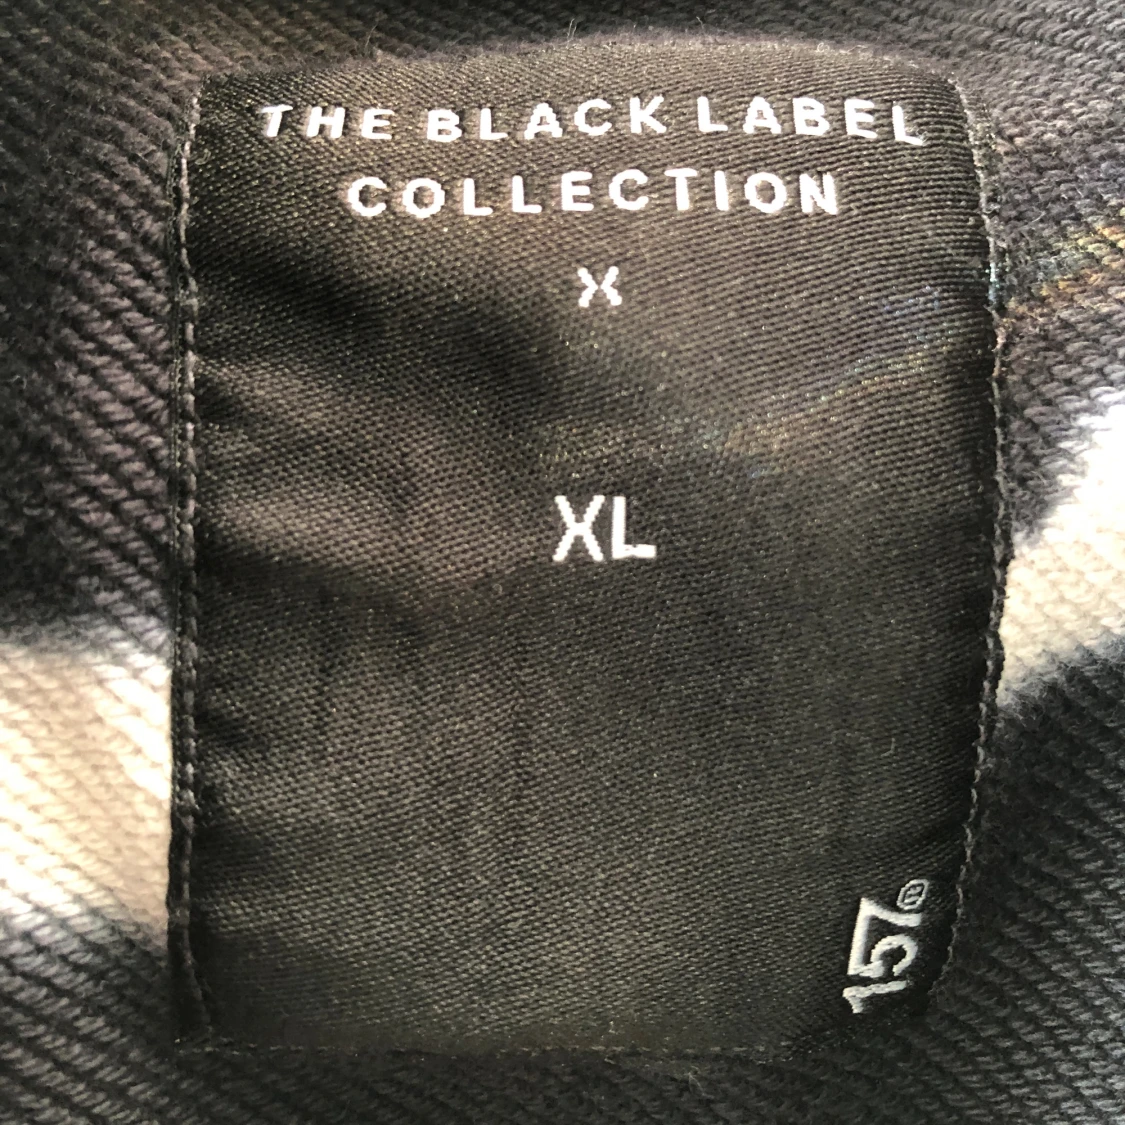 THE BLACK LABEL
COLLECTION
X
XL
157®